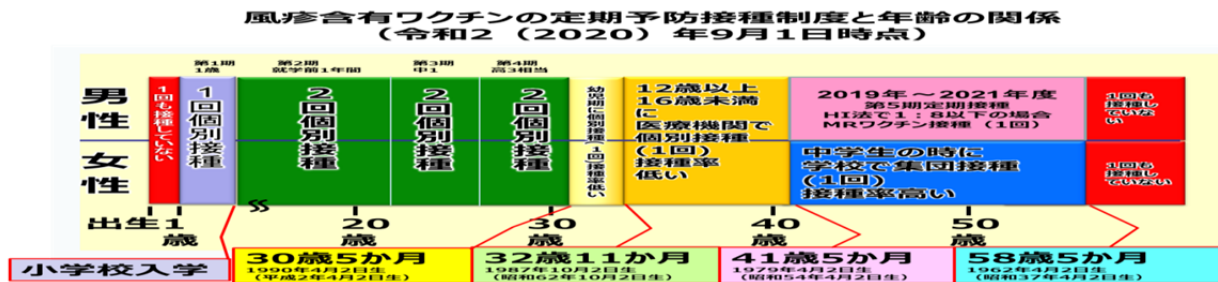 風疹含有ワクチンの定期予防接種制度と年齢の関係
(令和2 (2020) 年9月1日時点)
男性
女性
1回も接種していない
第1期
1歳
1回個別接種
第2期
就学前1年間
2回個別接種
第3期
中1
2回個別接種
第4期
高3相当
2回個別接種
幼児期に個別接種(1回)接種率低い
12歳以上
16歳未満
に
医療機関で
個別接種
(1回)
接種率
低い
2019年～2021年度
第5期定期接種
HI法で1：8以下の場合
MRワクチン接種 (1回)
中学生の時に
学校で集団接種
(1回)
接種率高い
1回も
接種し
ていない
1回も
接種し
ていない
出生
1歳
20歳
30歳
40歳
50歳
小学校入学
30歳5か月
1990年4月2日生
(平成2年4月2日生)
32歳11か月
1987年10月2日生
(昭和62年10月2日生)
41歳5か月
1979年4月2日生
(昭和54年4月2日生)
58歳5か月
1962年4月2日生
(昭和37年4月2日生)